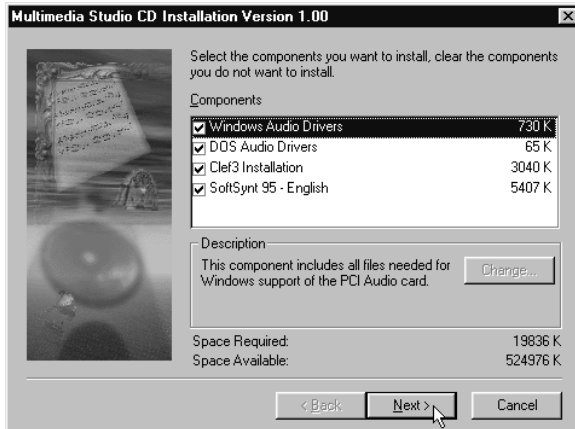 Multimedia Studio CD Installation Version 1.00
Select the components you want to install, clear the components
you do not want to install.
Components
Windows Audio Drivers 730 K
DOS Audio Drivers 65 K
Clef3 Installation 3040 K
SoftSynt 95 - English 5407 K
Description
This component includes all files needed for
Windows support of the PCI Audio card.
Change...
Space Required: 19836 K
Space Available: 524976 K
< Back Next > Cancel